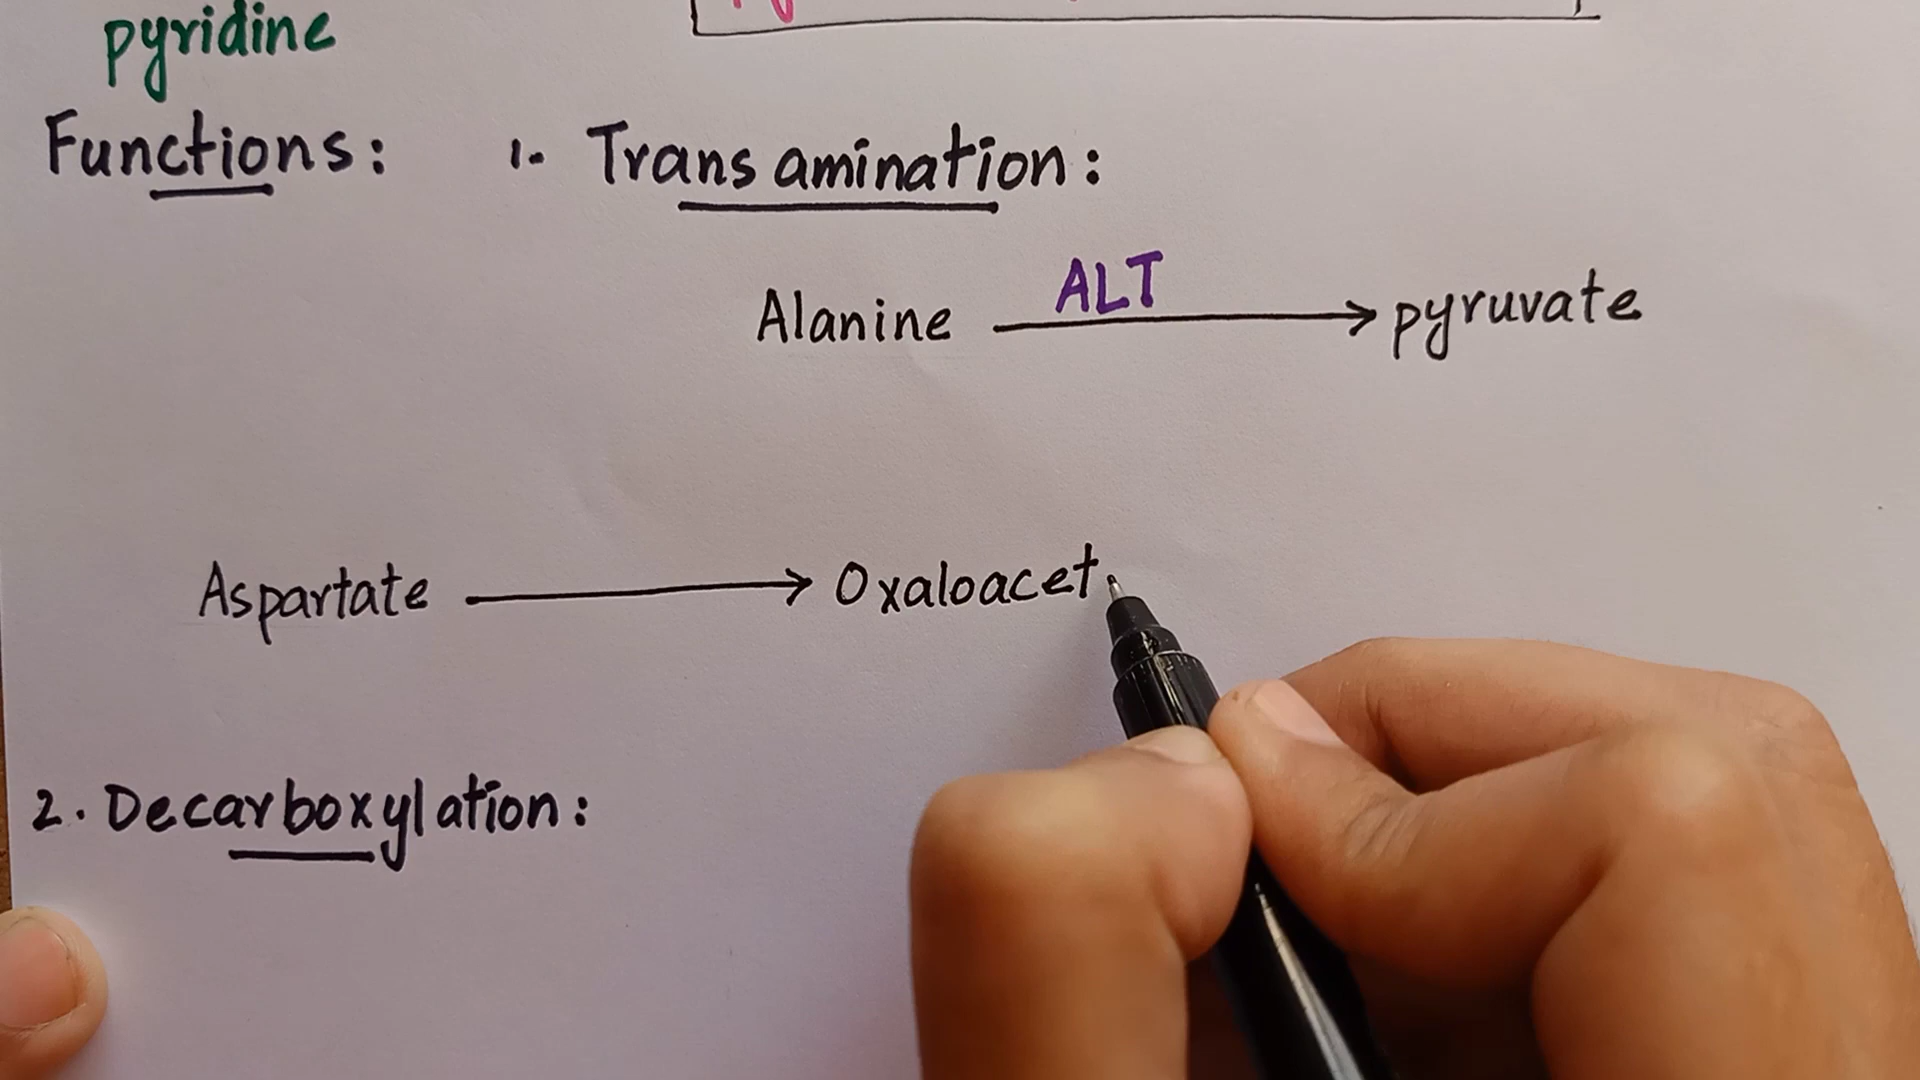 pyridine
Functions: 1. Trans amination:
ALT
Alanine → pyruvate
Aspartate → Oxaloacet
2. Decarboxylation: